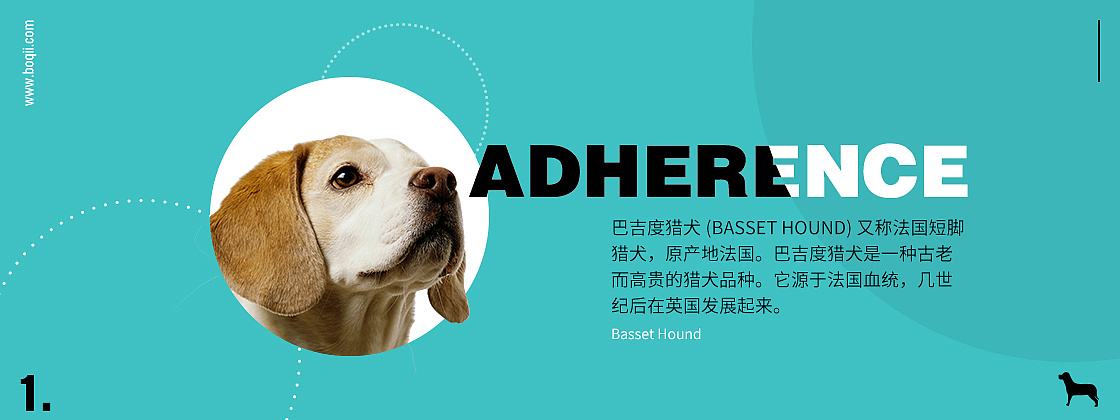 www.boqii.com
ADHERENCE
巴吉度猎犬 (BASSET HOUND) 又称法国短脚
猎犬，原产地法国。巴吉度猎犬是一种古老
而高贵的猎犬品种。它源于法国血统，几世
纪后在英国发展起来。
Basset Hound
1.